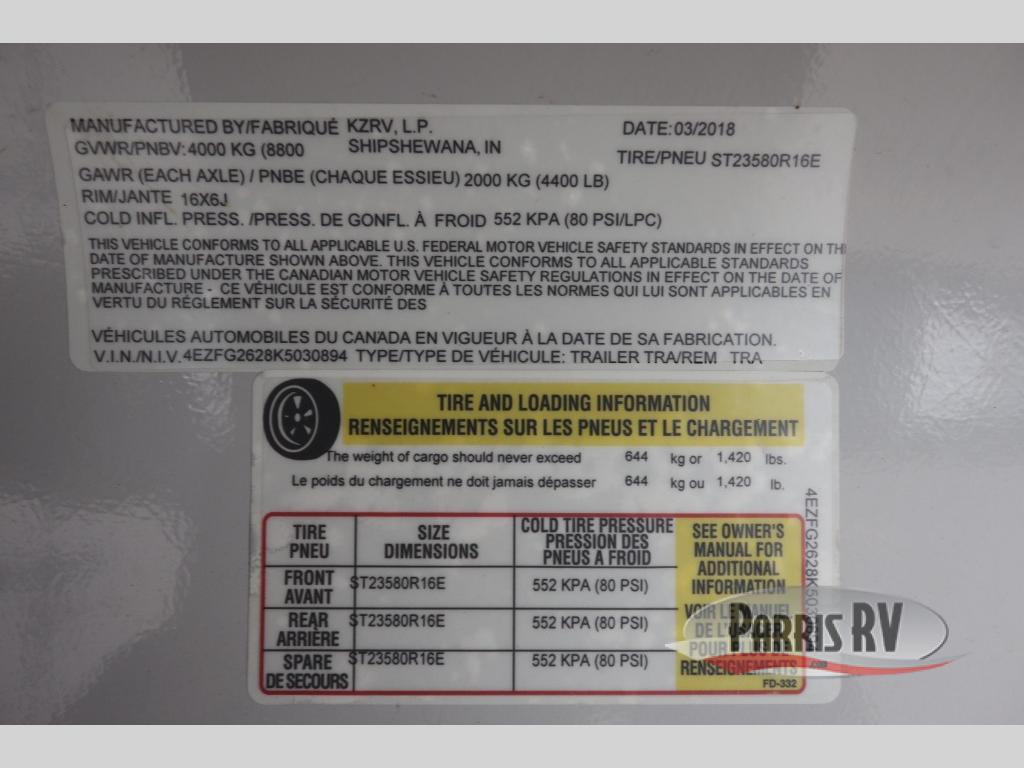 MANUFACTURED BY/FABRIQUÉ KZRV, L.P. DATE: 03/2018
GVWR/PNBV: 4000 KG (8800 SHIPSHEWANA, IN TIRE/PNEU ST23580R16E
GAWR (EACH AXLE) / PNBE (CHAQUE ESSIEU) 2000 KG (4400 LB)
RIM/JANTE 16X6J
COLD INFL. PRESS. /PRESS. DE GONFL. À FROID 552 KPA (80 PSI/LPC)
THIS VEHICLE CONFORMS TO ALL APPLICABLE U.S. FEDERAL MOTOR VEHICLE SAFETY STANDARDS IN EFFECT ON TH
DATE OF MANUFACTURE SHOWN ABOVE. THIS VEHICLE CONFORMS TO ALL APPLICABLE STANDARDS
PRESCRIBED UNDER THE CANADIAN MOTOR VEHICLE SAFETY REGULATIONS IN EFFECT ON THE DATE OF
MANUFACTURE - CE VÉHICULE EST CONFORME À TOUTES LES NORMES QUI LUI SONT APPLICABLES EN
VERTU DU RÉGLEMENT SUR LA SÉCURITÉ DES
VÉHICULES AUTOMOBILES DU CANADA EN VIGUEUR À LA DATE DE SA FABRICATION.
V.I.N./N.I.V. 4EZFG2628K5030894 TYPE/TYPE DE VÉHICULE: TRAILER TRA/REM TRA
TIRE AND LOADING INFORMATION
RENSEIGNEMENTS SUR LES PNEUS ET LE CHARGEMENT
The weight of cargo should never exceed 644 kg or 1,420 lbs.
Le poids du chargement ne doit jamais dépasser 644 kg ou 1,420 lb.
TIRE
PNEU
SIZE
DIMENSIONS
COLD TIRE PRESSURE
PRESSION DES
PNEUS A FROID
SEE OWNER'S
MANUAL FOR
ADDITIONAL
INFORMATION
FRONT
AVANT
ST23580R16E 552 KPA (80 PSI)
REAR
ARRIÈRE
ST23580R16E 552 KPA (80 PSI)
SPARE
DE SECOURS
ST23580R16E 552 KPA (80 PSI)
VOIR LE MANUEL
DE
POUR PLUS DE
RENSEIGNEMENTS
FD-332
PARRIS RV
.com